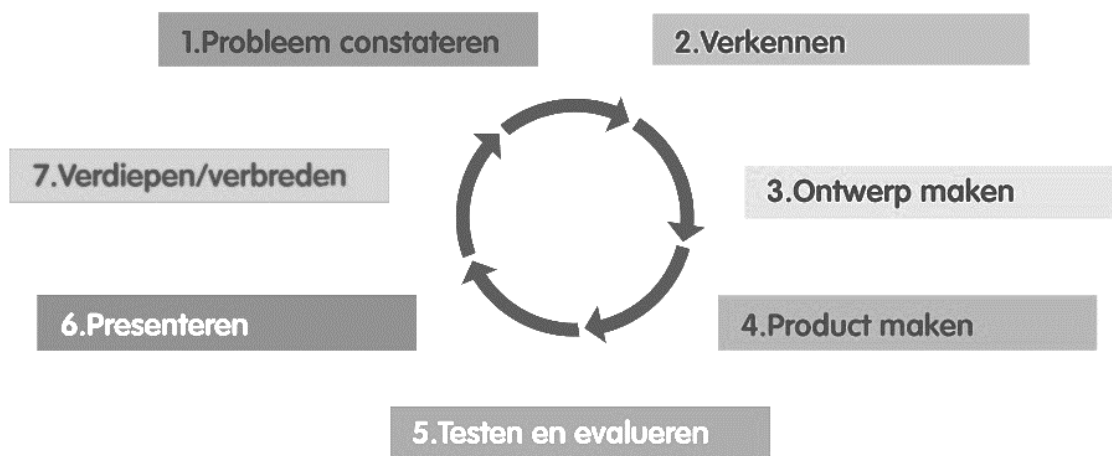 1.Probleem constateren
2.Verkennen
3.Ontwerp maken
4.Product maken
5.Testen en evalueren
6.Presenteren
7.Verdiepen/verbreden